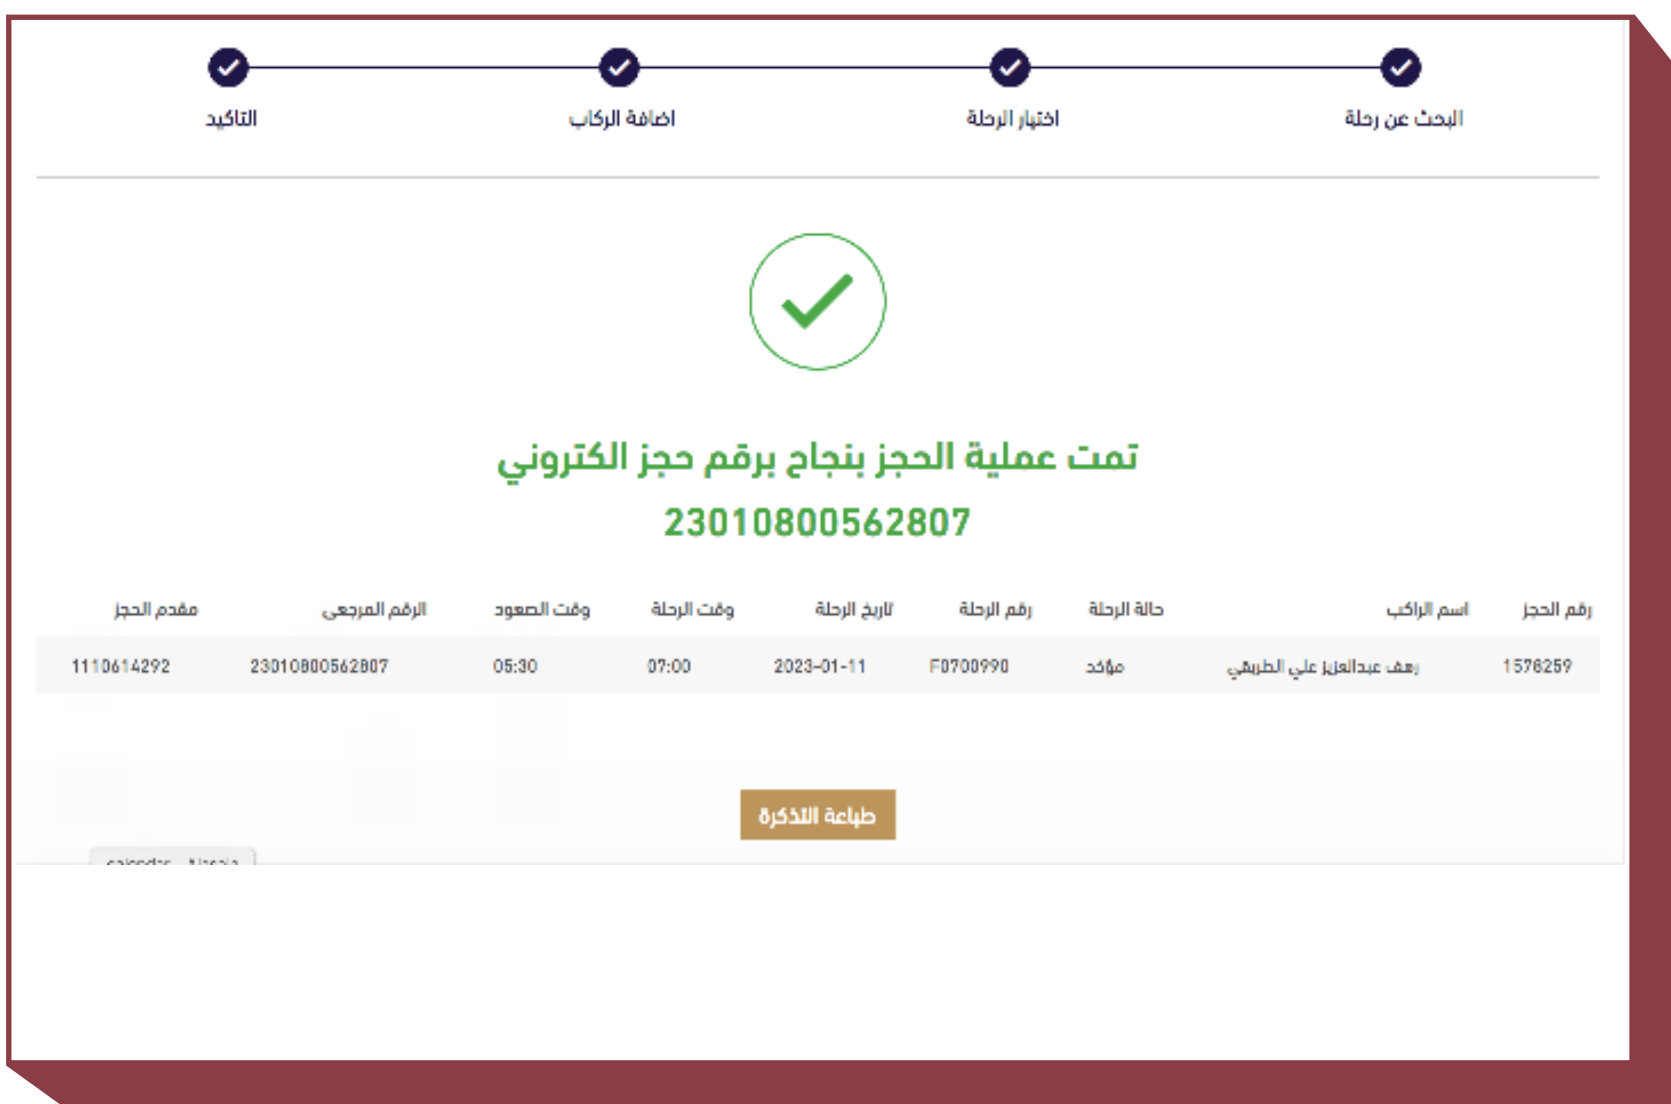 البحث عن رحلة
اختيار الرحلة
اضافة الركاب
التاكيد
تمت عملية الحجز بنجاح برقم حجز الكتروني
23010800562807
رقم الحجز اسم الراكب حالة الرحلة رقم الرحلة تاريخ الرحلة وقت الرحلة وقت الصعود الرقم المرجعي مقدم الحجز
1578259 رهف عبدالعزيز علي الطريقي مؤكد F0700990 2023-01-11 07:00 05:30 23010800562807 1110614292
طباعة التذكرة